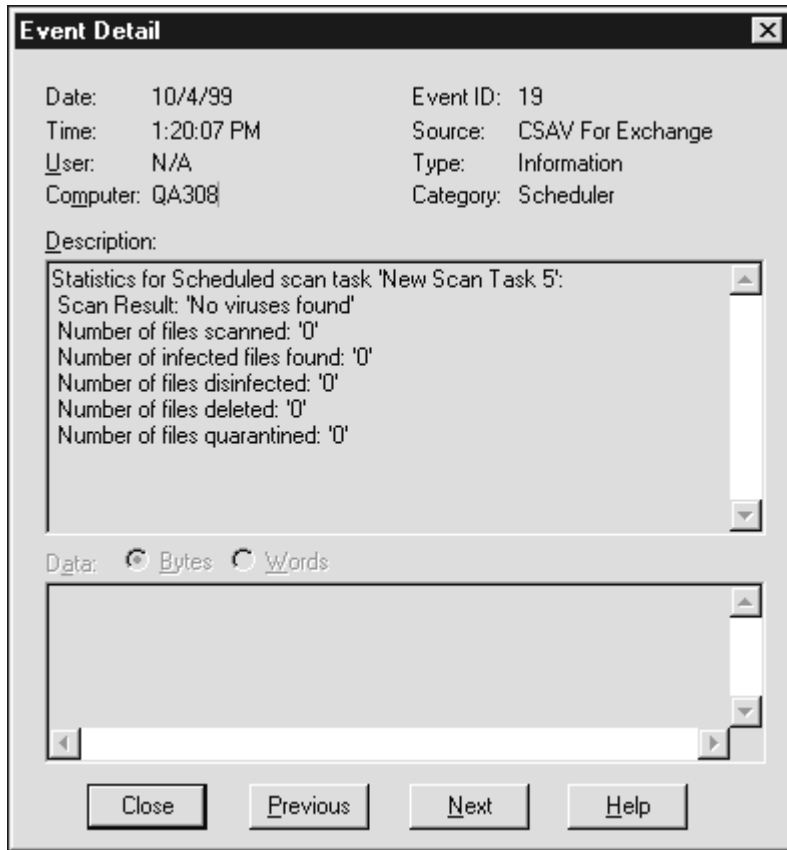 Event Detail
Date: 10/4/99 Event ID: 19
Time: 1:20:07 PM Source: CSAV For Exchange
User: N/A Type: Information
Computer: QA308 Category: Scheduler
Description:
Statistics for Scheduled scan task 'New Scan Task 5':
Scan Result: 'No viruses found'
Number of files scanned: '0'
Number of infected files found: '0'
Number of files disinfected: '0'
Number of files deleted: '0'
Number of files quarantined: '0'
Data: Bytes Words
Close Previous Next Help